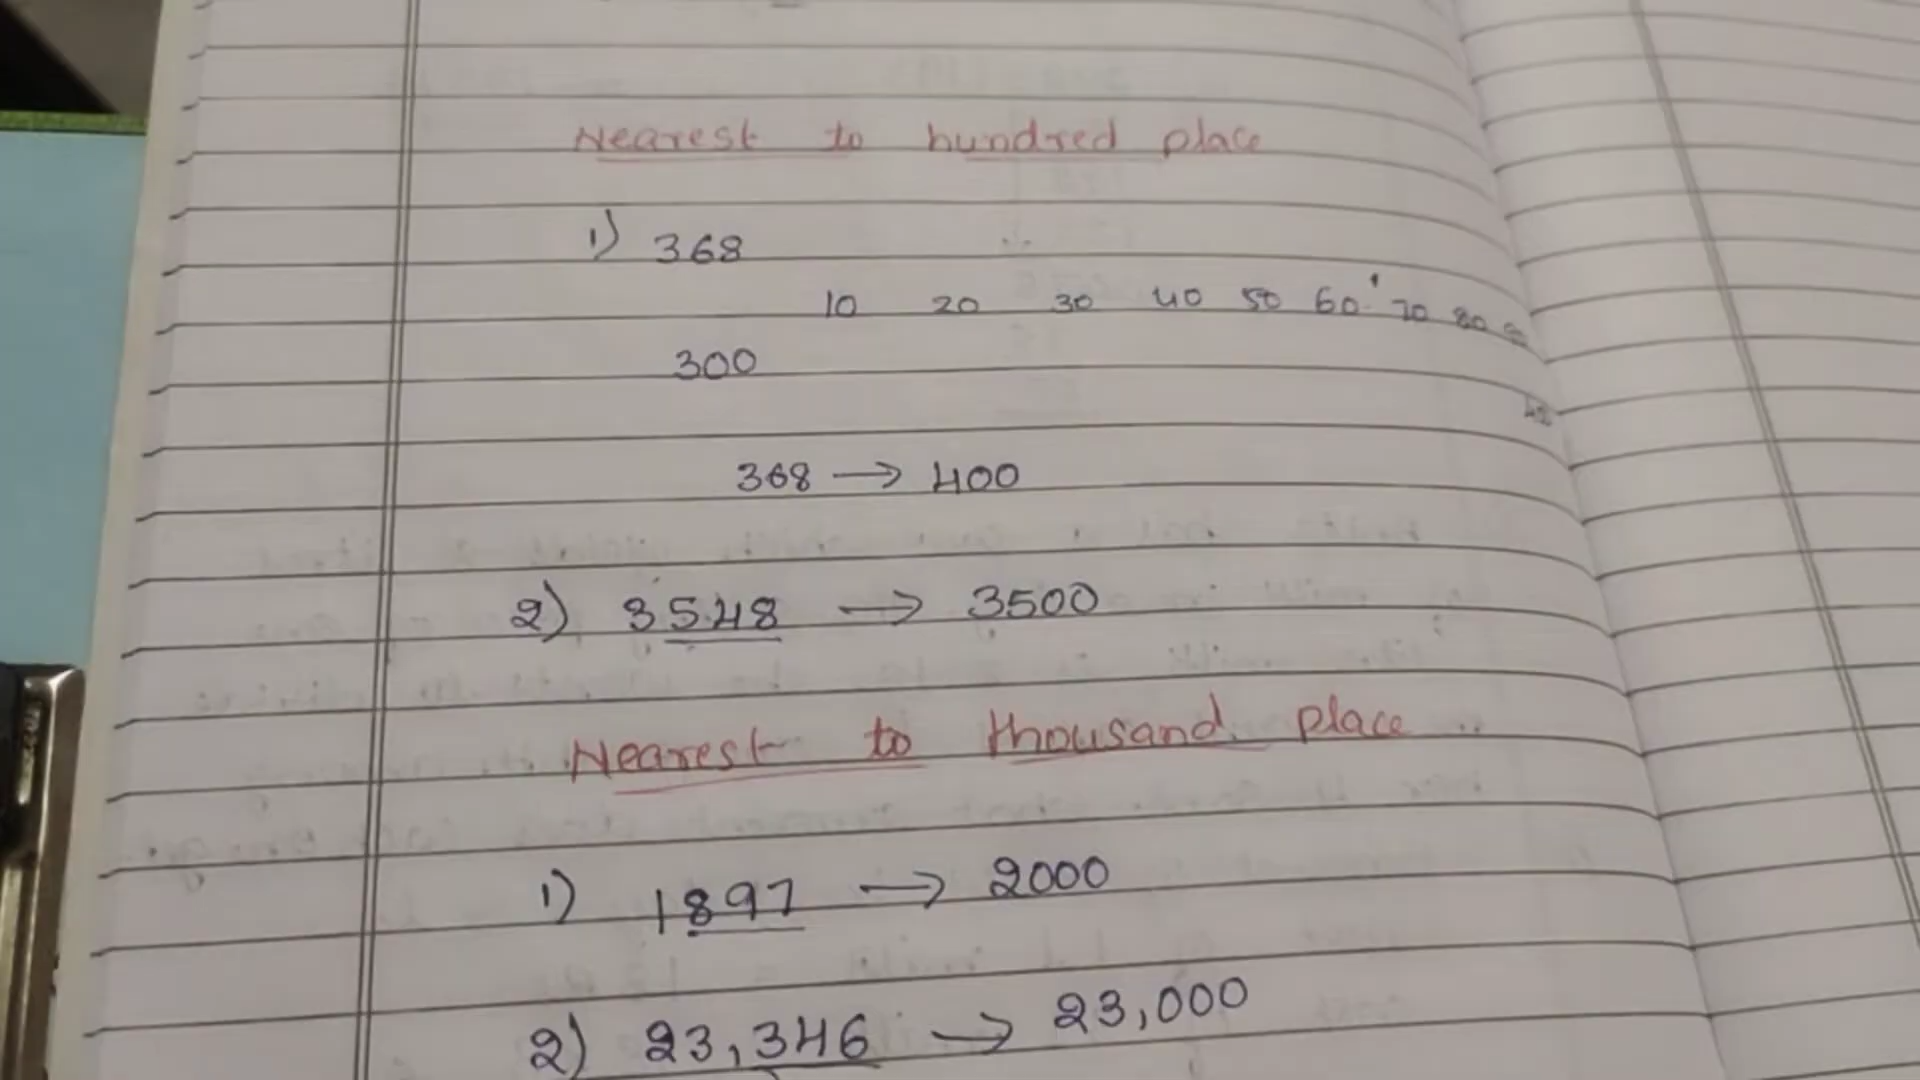 Nearest to hundred place
1) 368
10 20 30 40 50 60 70 80
300
368 → 400
2) 3548 → 3500
Nearest to thousand place
1) 1897 → 2000
2) 23,346 → 23,000